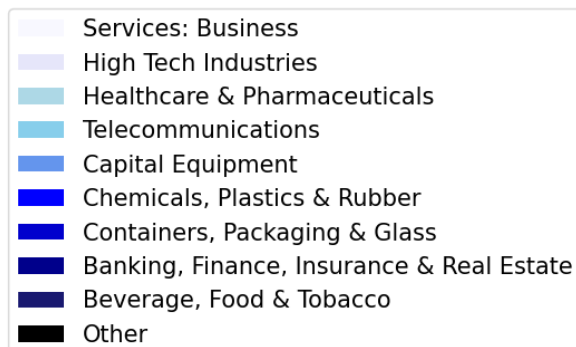 Services: Business
High Tech Industries
Healthcare & Pharmaceuticals
Telecommunications
Capital Equipment
Chemicals, Plastics & Rubber
Containers, Packaging & Glass
Banking, Finance, Insurance & Real Estate
Beverage, Food & Tobacco
Other